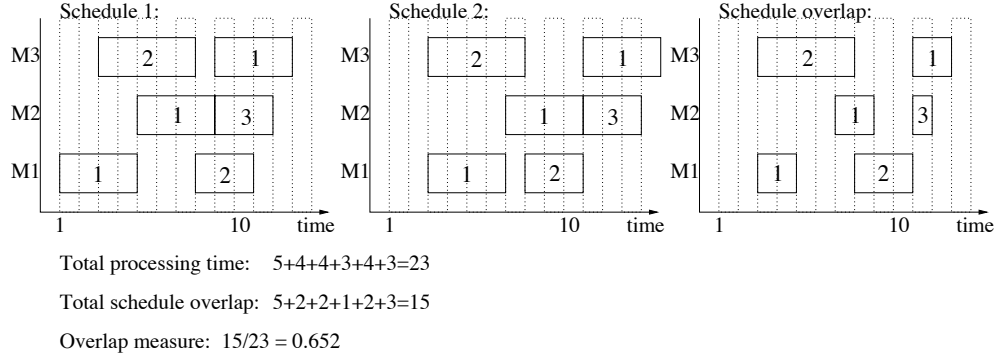 Schedule 1: Schedule 2: Schedule overlap:
M3 2 1 M3 2 1 M3 2 1
M2 1 3 M2 1 3 M2 1 3
M1 1 2 M1 1 2 M1 1 2
1 10 time 1 10 time 1 10 time
Total processing time: 5+4+4+3+4+3=23
Total schedule overlap: 5+2+2+1+2+3=15
Overlap measure: 15/23 = 0.652